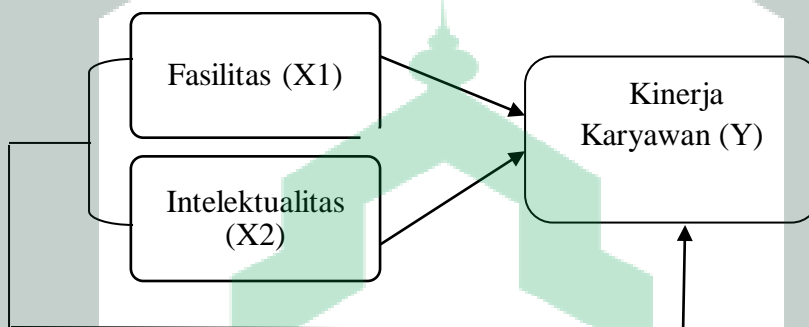 Fasilitas (X1)
Kinerja
Karyawan (Y)
Intelektualitas
(X2)